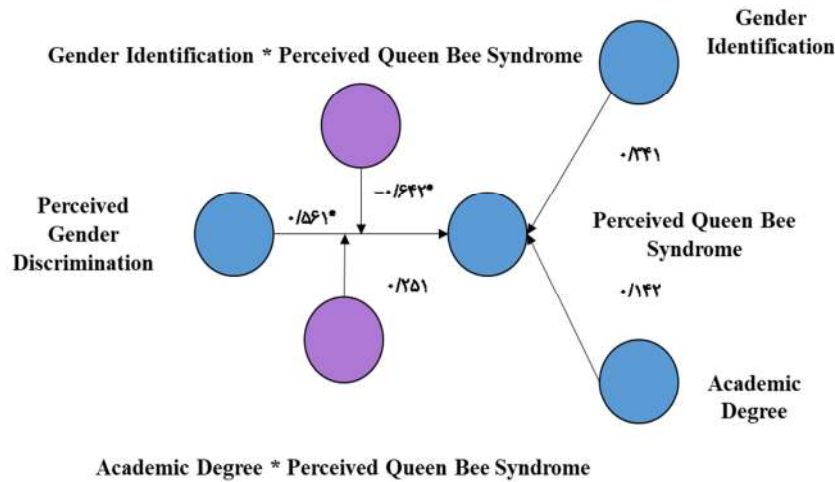 Gender
Identification
Gender Identification * Perceived Queen Bee Syndrome
۰/۳۴۱
−۰/۶۴۲*
۰/۵۶۱*
Perceived
Gender
Discrimination
Perceived Queen Bee
Syndrome
۰/۲۵۱
۰/۱۴۲
Academic
Degree
Academic Degree * Perceived Queen Bee Syndrome